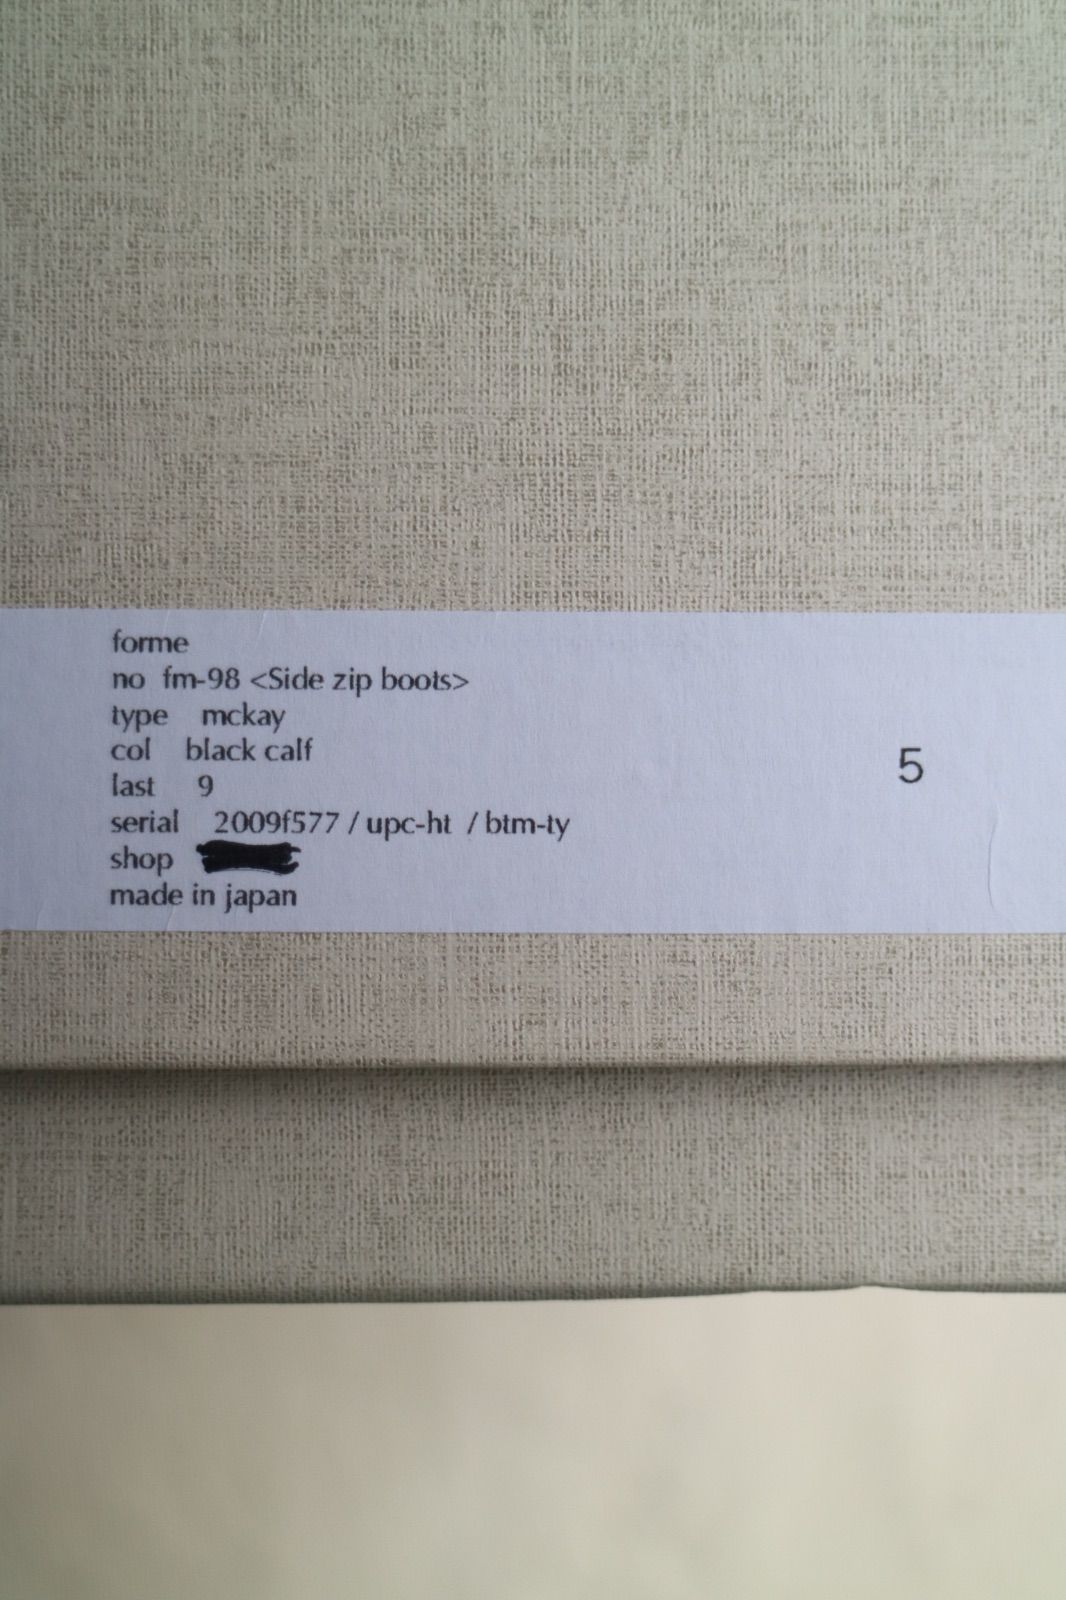 forme
no fm-98 <Side zip boots>
type mckay
col black calf
last 9
5
serial 2009f577 / upc-ht / btm-ty
shop
made in japan